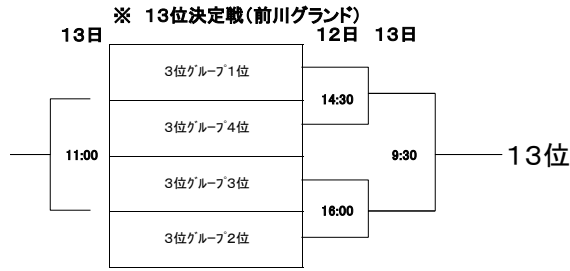 ※ 13位決定戦(前川グランド)
13日 12日 13日
3位グループ1位
14:30
3位グループ4位
11:00 9:30 13位
3位グループ3位
16:00
3位グループ2位